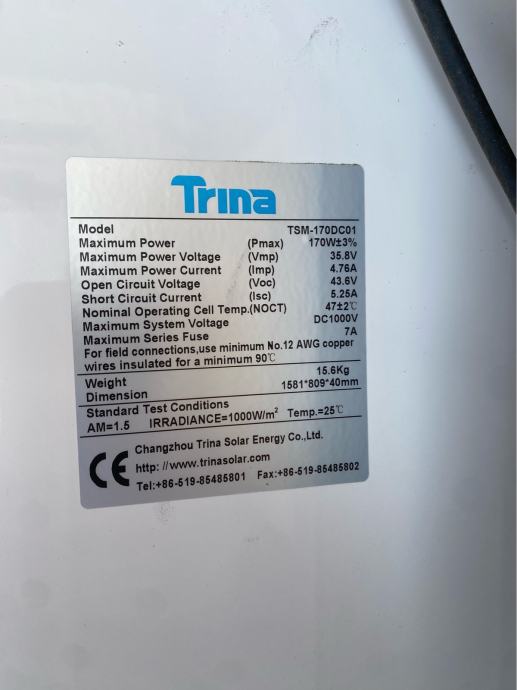 Trina
Model TSM-170DC01
Maximum Power (Pmax) 170W±3%
Maximum Power Voltage (Vmp) 35.8V
Maximum Power Current (Imp) 4.76A
Open Circuit Voltage (Voc) 43.6V
Short Circuit Current (Isc) 5.25A
Nominal Operating Cell Temp.(NOCT) 47±2℃
Maximum System Voltage DC1000V
Maximum Series Fuse 7A
For field connections,use minimum No.12 AWG copper
wires insulated for a minimum 90℃
Weight 15.6Kg
Dimension 1581*809*40mm
Standard Test Conditions
AM=1.5 IRRADIANCE=1000W/m² Temp.=25℃
CE
Changzhou Trina Solar Energy Co.,Ltd.
http: //www.trinasolar.com
Tel:+86-519-85485801 Fax:+86-519-85485802